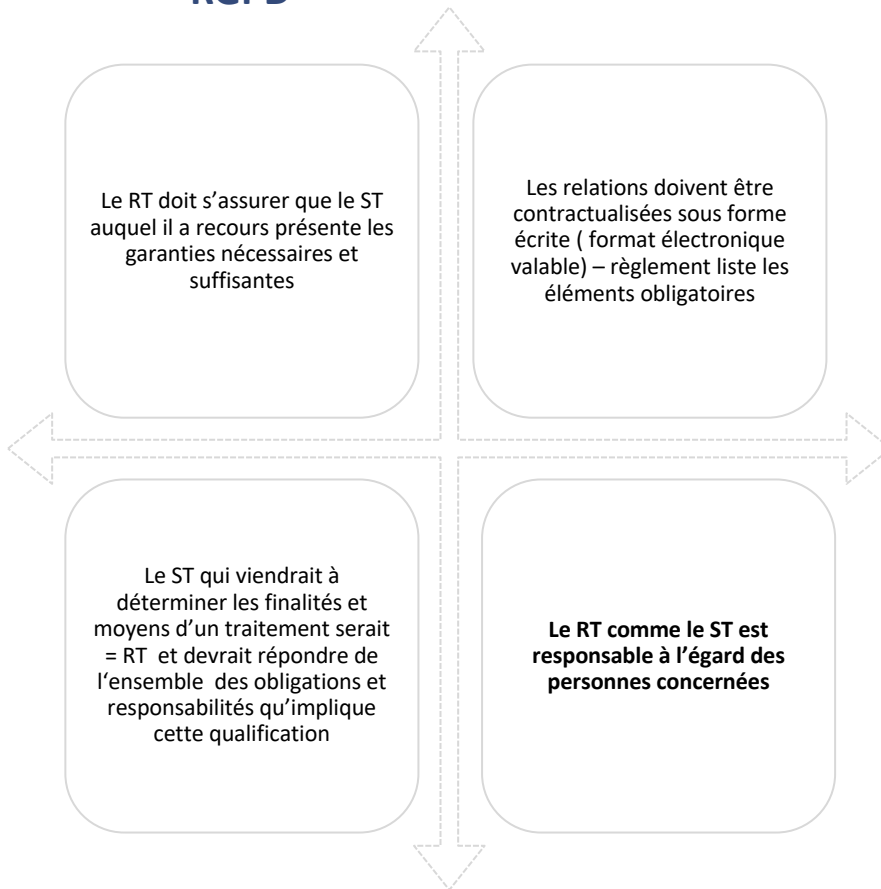 RGPD
Le RT doit s’assurer que le ST
auquel il a recours présente les
garanties nécessaires et
suffisantes
Les relations doivent être
contractualisées sous forme
écrite ( format électronique
valable) – règlement liste les
éléments obligatoires
Le ST qui viendrait à
déterminer les finalités et
moyens d’un traitement serait
= RT et devrait répondre de
l‘ensemble des obligations et
responsabilités qu’implique
cette qualification
Le RT comme le ST est
responsable à l’égard des
personnes concernées